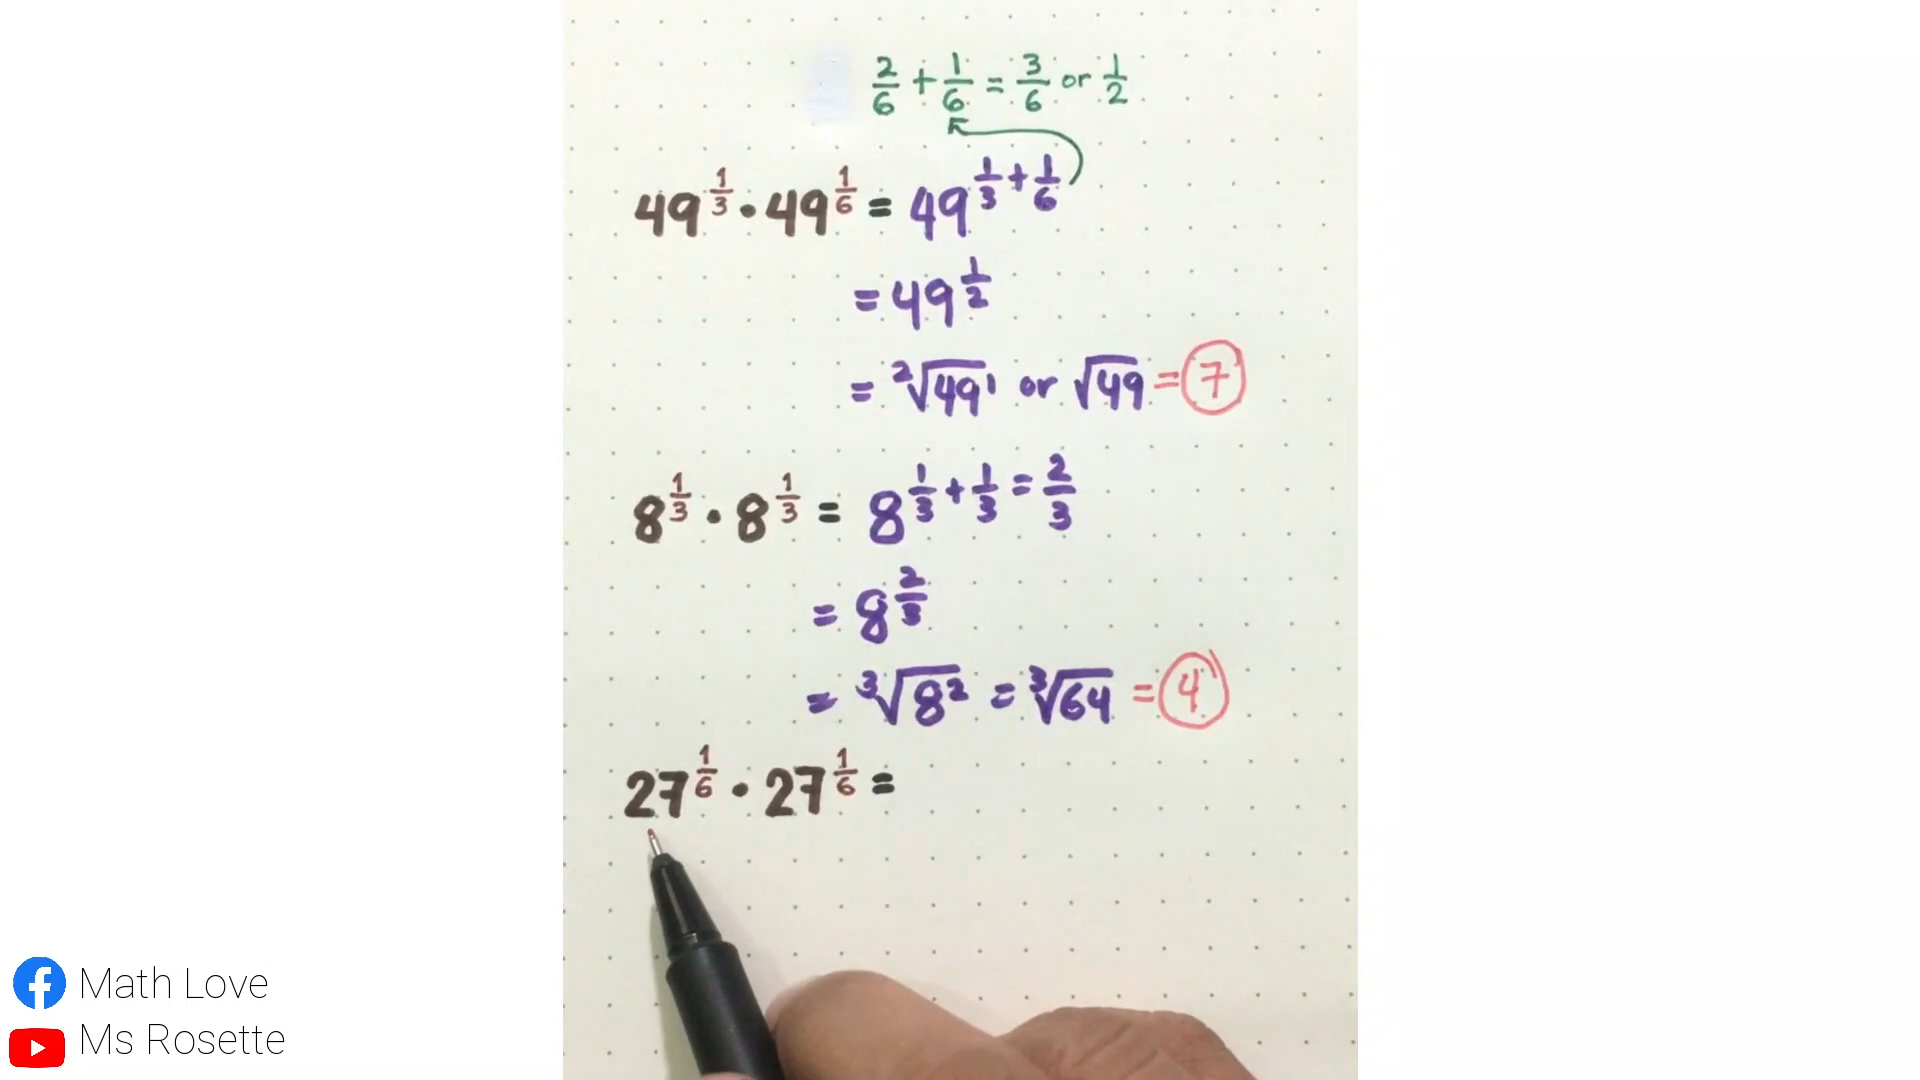 2/6 + 1/6 = 3/6 or 1/2
49^(1/3) · 49^(1/6) = 49^(1/3 + 1/6)
= 49^(1/2)
= ²√49¹ or √49 = 7
8^(1/3) · 8^(1/3) = 8^(1/3 + 1/3 = 2/3)
= 8^(2/3)
= ³√8² = ³√64 = 4
27^(1/6) · 27^(1/6) =
Math Love
Ms Rosette